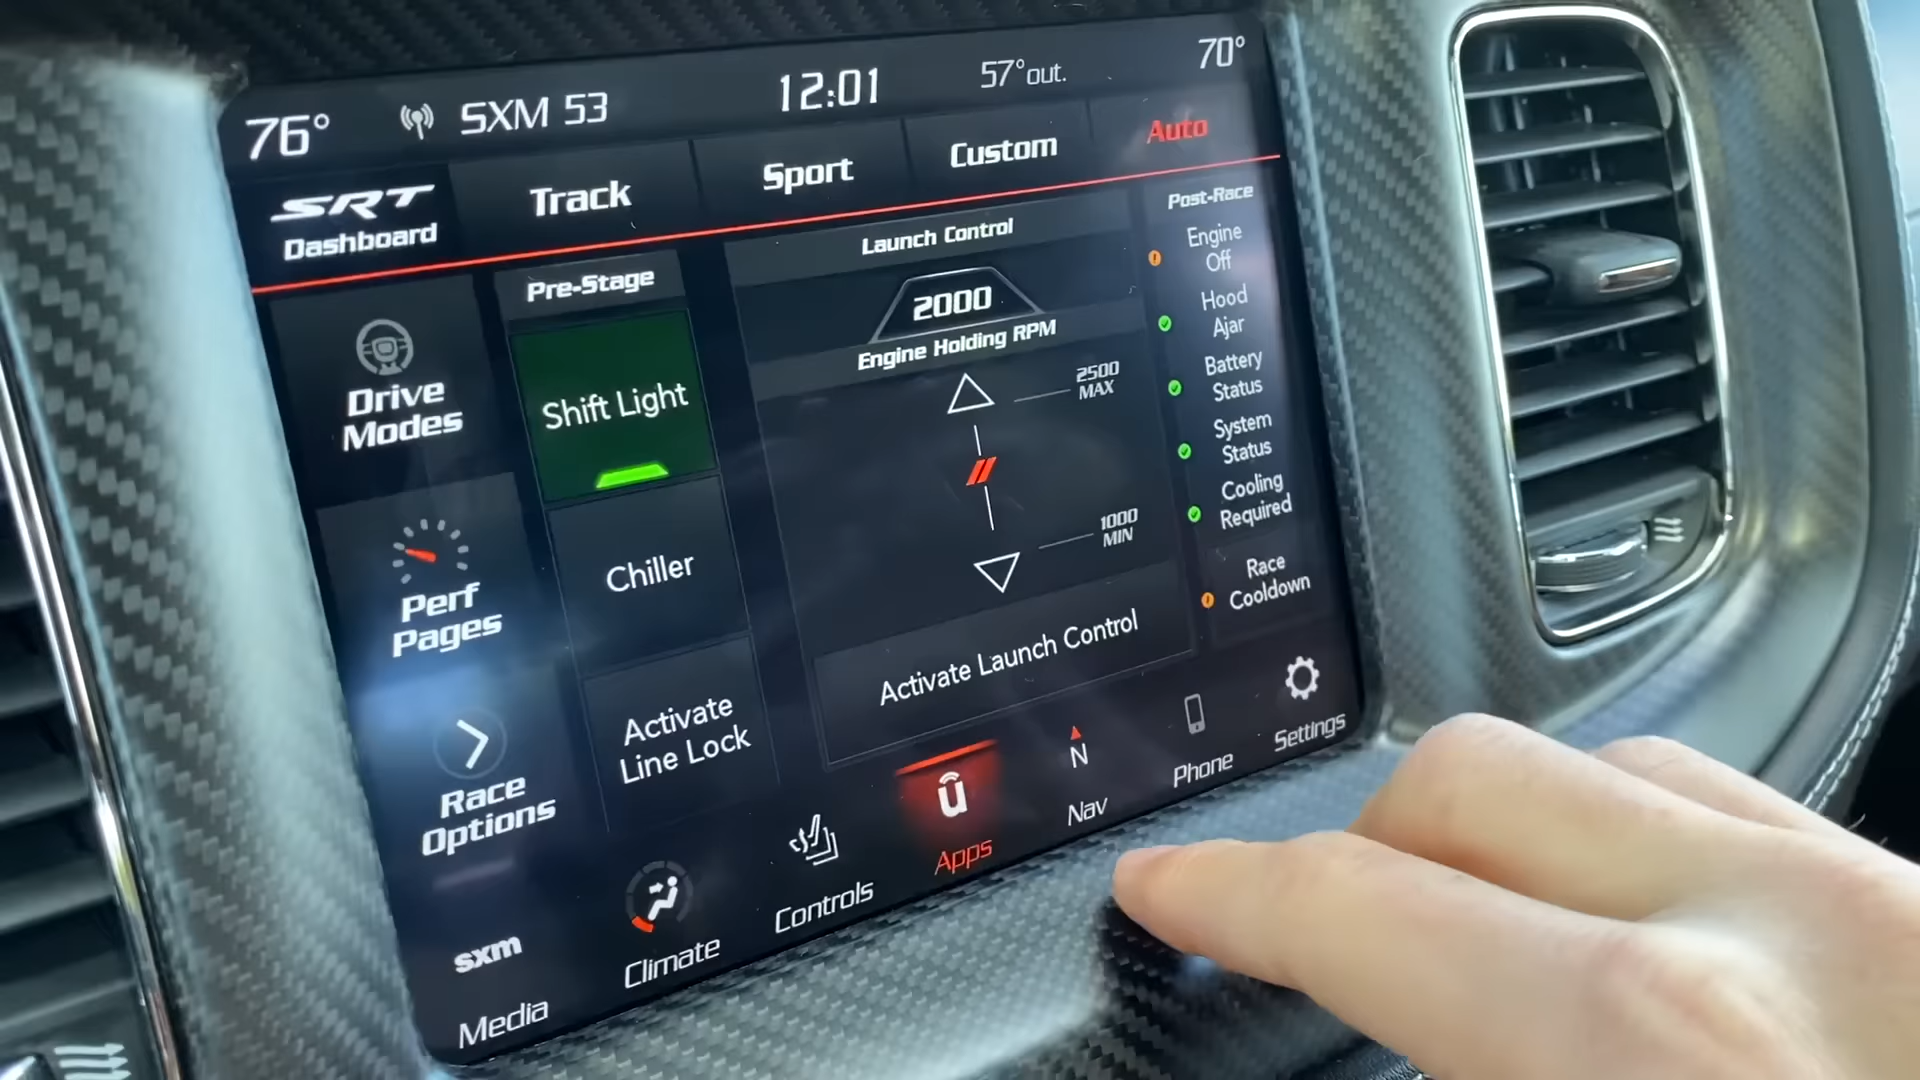 76°
SXM 53
12:01
57°out.
70°
SRT
Dashboard
Track
Sport
Custom
Auto
Drive
Modes
Perf
Pages
Race
Options
Pre-Stage
Shift Light
Chiller
Activate
Line Lock
Launch Control
2000
Engine Holding RPM
2500
MAX
1000
MIN
Activate Launch Control
Post-Race
Engine
Off
Hood
Ajar
Battery
Status
System
Status
Cooling
Required
Race
Cooldown
sxm
Media
Climate
Controls
u
Apps
N
Nav
Phone
Settings